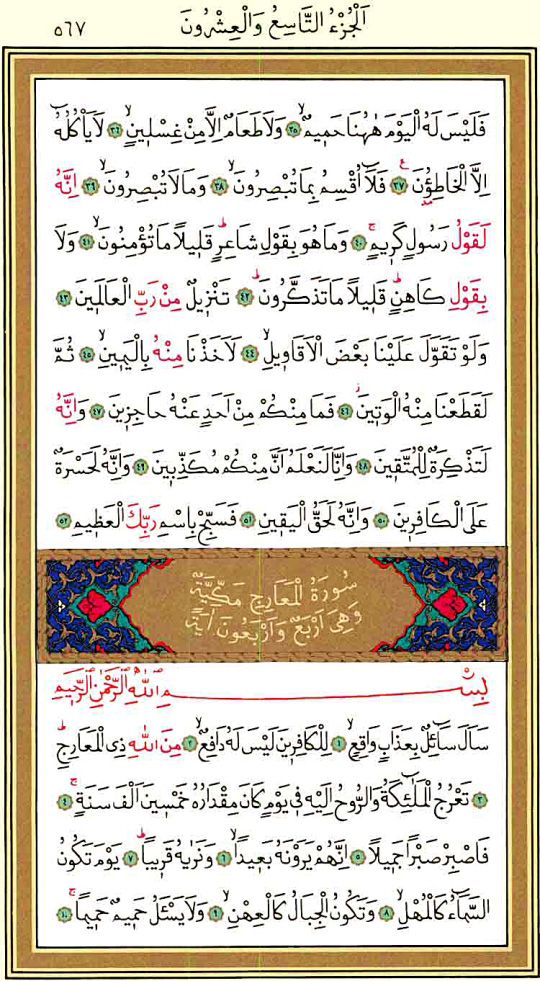 اَلْجُزْءُ التَّاسِعُ وَالْعِشْرُونَ
٥٦٧
فَلَيْسَ لَهُ الْيَوْمَ هٰهُنَا حَمِيمٌۙ ٣٥ وَلَا طَعَامٌ اِلَّا مِنْ غِسْلِينٍۙ ٣٦ لَا يَأْكُلُهُٓ
اِلَّا الْخَاطِؤُ۫نَ ٣٧ فَلَٓا اُقْسِمُ بِمَا تُبْصِرُونَۙ ٣٨ وَمَا لَا تُبْصِرُونَۙ ٣٩ اِنَّهُ
لَقَوْلُ رَسُولٍ كَرِيمٍۚ ٤٠ وَمَا هُوَ بِقَوْلِ شَاعِرٍۜ قَلِيلًا مَا تُؤْمِنُونَۙ ٤١ وَلَا
بِقَوْلِ كَاهِنٍۜ قَلِيلًا مَا تَذَكَّرُونَۜ ٤٢ تَنْزِيلٌ مِنْ رَبِّ الْعَالَمِينَ ٤٣
وَلَوْ تَقَوَّلَ عَلَيْنَا بَعْضَ الْاَقَاوِيلِۙ ٤٤ لَاَخَذْنَا مِنْهُ بِالْيَمِينِۙ ٤٥ ثُمَّ
لَقَطَعْنَا مِنْهُ الْوَتِينَۘ ٤٦ فَمَا مِنْكُمْ مِنْ اَحَدٍ عَنْهُ حَاجِزِينَ ٤٧ وَاِنَّهُ
لَتَذْكِرَةٌ لِلْمُتَّقِينَ ٤٨ وَاِنَّا لَنَعْلَمُ اَنَّ مِنْكُمْ مُكَذِّبِينَ ٤٩ وَاِنَّهُ لَحَسْرَةٌ
عَلَى الْكَافِرِينَ ٥٠ وَاِنَّهُ لَحَقُّ الْيَقِينِ ٥١ فَسَبِّحْ بِاسْمِ رَبِّكَ الْعَظِيمِ ٥٢
سُورَةُ الْمَعَارِجِ مَكِّيَّةٌ
وَهِيَ اَرْبَعٌ وَاَرْبَعُونَ اٰيَةً
بِسْمِ اللّٰهِ الرَّحْمٰنِ الرَّحِيمِ
سَاَلَ سَٓائِلٌ بِعَذَابٍ وَاقِعٍۙ ١ لِلْكَافِرِينَ لَيْسَ لَهُ دَافِعٌۙ ٢ مِنَ اللّٰهِ ذِي الْمَعَارِجِۜ
٣ تَعْرُجُ الْمَلٰٓئِكَةُ وَالرُّوحُ اِلَيْهِ فِي يَوْمٍ كَانَ مِقْدَارُهُ خَمْسِينَ اَلْفَ سَنَةٍۚ ٤
فَاصْبِرْ صَبْرًا جَمِيلًا ٥ اِنَّهُمْ يَرَوْنَهُ بَعِيدًاۙ ٦ وَنَرٰيهُ قَرِيبًاۜ ٧ يَوْمَ تَكُونُ
السَّمَٓاءُ كَالْمُهْلِۙ ٨ وَتَكُونُ الْجِبَالُ كَالْعِهْنِۙ ٩ وَلَا يَسْـَٔلُ حَمِيمٌ حَمِيمًاۚ ١٠